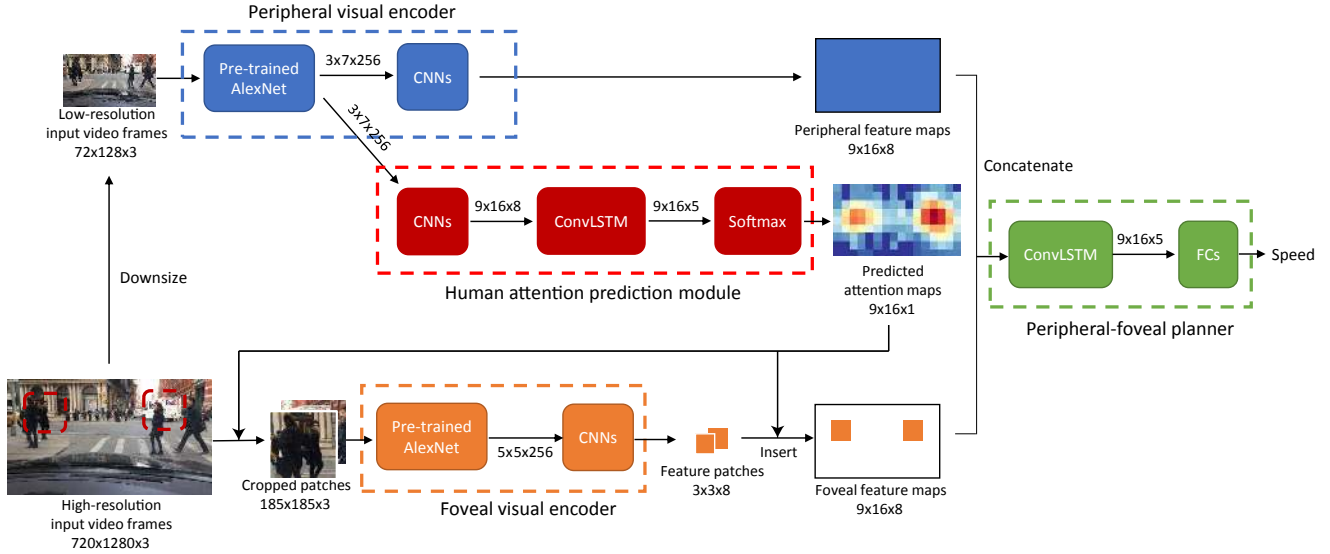 Peripheral visual encoder
Pre-trained
AlexNet
3x7x256
CNNs
3x7x256
Low-resolution
input video frames
72x128x3
Peripheral feature maps
9x16x8
Concatenate
CNNs
9x16x8
ConvLSTM
9x16x5
Softmax
Human attention prediction module
Predicted
attention maps
9x16x1
ConvLSTM
9x16x5
FCs
Speed
Peripheral-foveal planner
Downsize
High-resolution
input video frames
720x1280x3
Cropped patches
185x185x3
Pre-trained
AlexNet
5x5x256
CNNs
Foveal visual encoder
Feature patches
3x3x8
Insert
Foveal feature maps
9x16x8